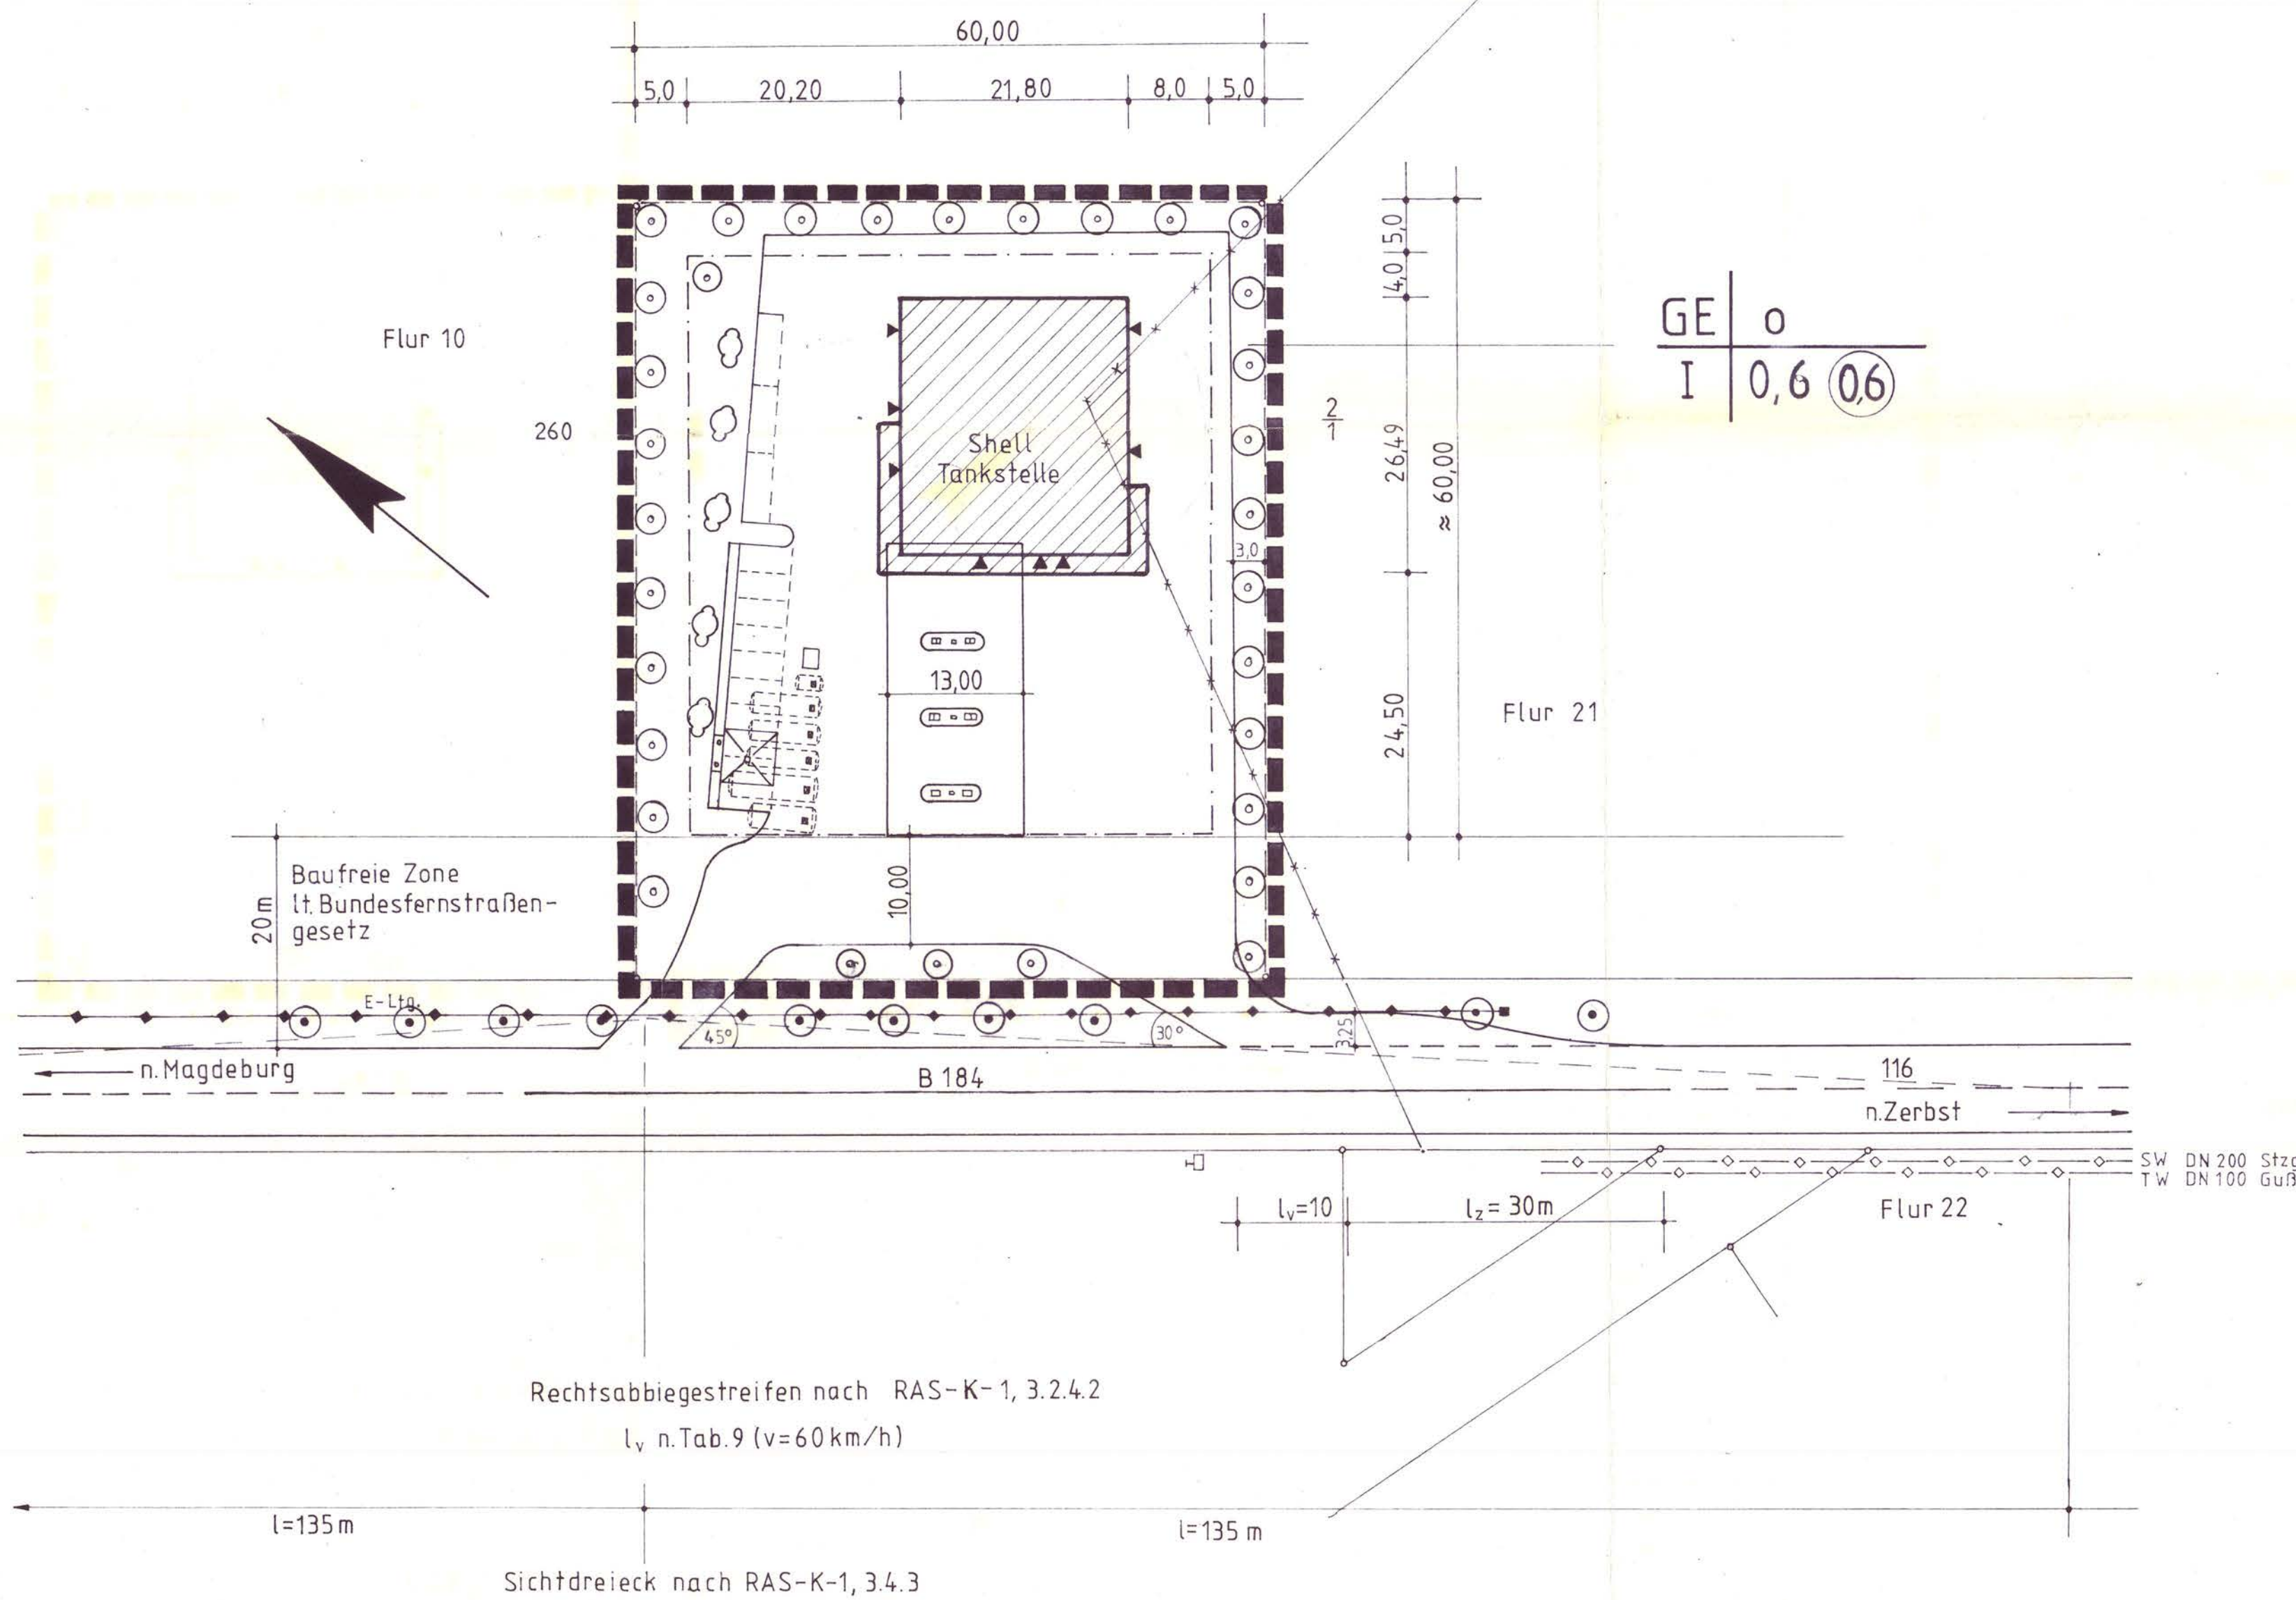 60,00
5,0 20,20 21,80 8,0 5,0
5,0
4,0
26,49
≈ 60,00
24,50
GE o
I 0,6 06
Flur 10
260
2
1
Shell
Tankstelle
3,0
13,00
Flur 21
10,00
20m
Baufreie Zone
lt. Bundesfernstraßen-
gesetz
E-Ltg.
45°
30°
3,25
n.Magdeburg
B 184
116
n.Zerbst
SW DN 200 Stzg
TW DN 100 Guß
lv=10
lz= 30m
Flur 22
Rechtsabbiegestreifen nach RAS-K-1, 3.2.4.2
lv n.Tab.9 (v=60km/h)
l=135m
l=135 m
Sichtdreieck nach RAS-K-1, 3.4.3